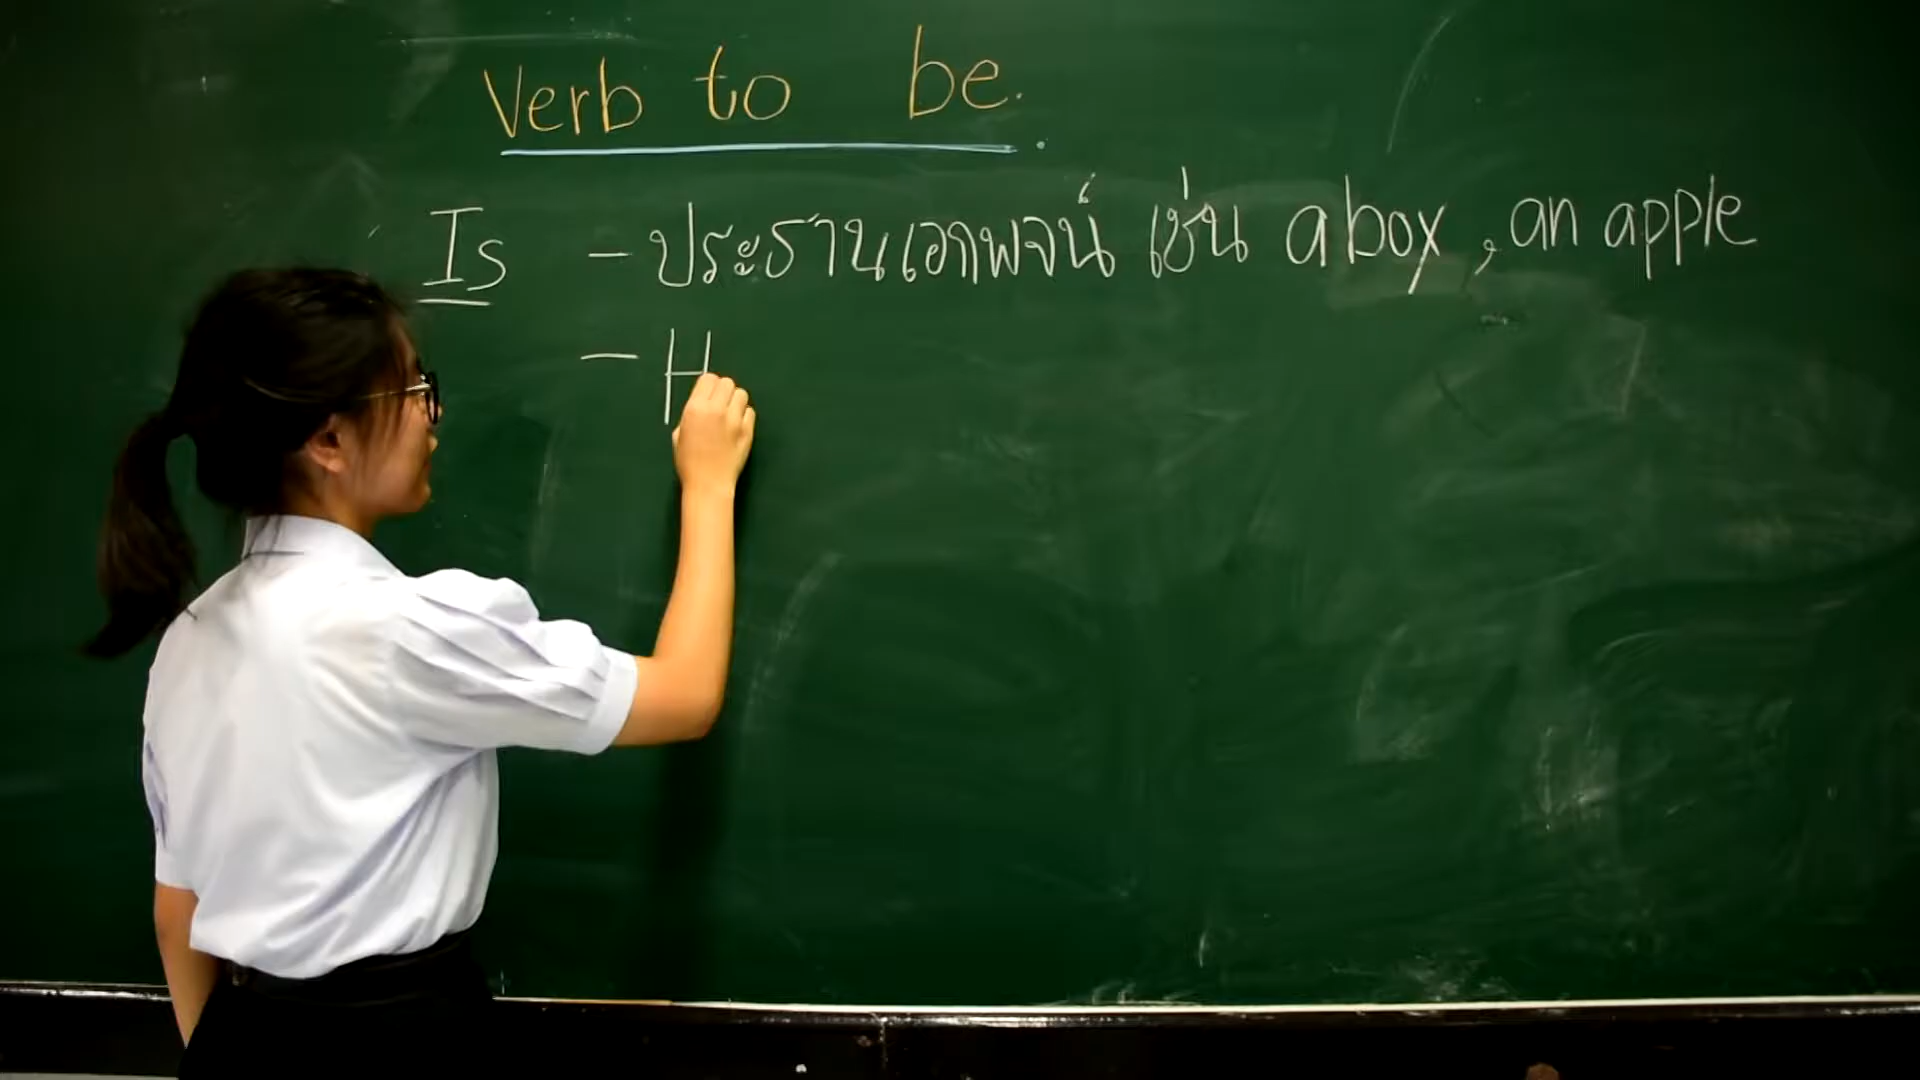 Verb to be.
Is - ประธานเอกพจน์ เช่น a box, an apple
- H